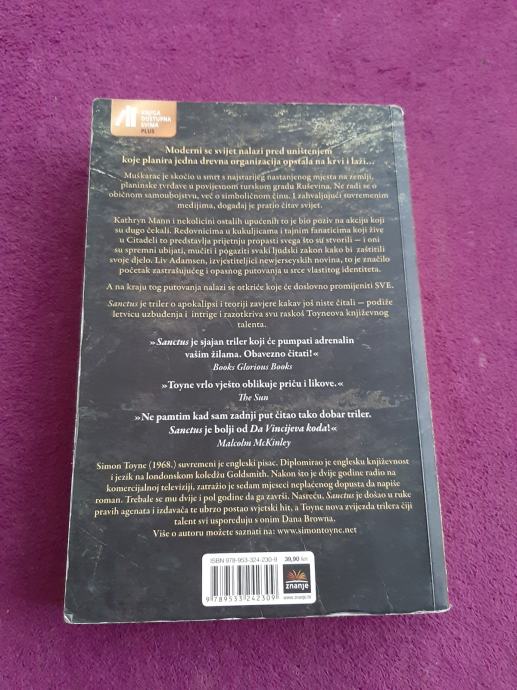 KNJIGA
DOSTUPNA
SVIMA
PLUS
Moderni se svijet nalazi pred uništenjem
koje planira jedna drevna organizacija opstala na krvi i laži...
Muškarac je skočio u smrt s najstarijeg nastanjenog mjesta na zemlji,
planinske tvrđave u povijesnom turskom gradu Ruševina. Ne radi se o
običnom samoubojstvu, već o simboličnom činu. I zahvaljujući suvremenim
medijima, događaj je pratio čitav svijet.
Kathryn Mann i nekolicini ostalih upućenih to je bio poziv na akciju koji
su dugo čekali. Redovnicima u kukuljicama i tajnim fanaticima koji žive
u Citadeli to predstavlja prijetnju propasti svega što su stvorili – i oni
su spremni ubijati, mučiti i pogaziti svaki ljudski zakon kako bi zaštitili
svoje djelo. Liv Adamsen, izvjestiteljici newjerseyskih novina, to je značilo
početak zastrašujućeg i opasnog putovanja u srce vlastitog identiteta.
A na kraju tog putovanja nalazi se otkriće koje će doslovno promijeniti SVE.
Sanctus je triler o apokalipsi i teoriji zavjere kakav još niste čitali – podiže
letvicu uzbuđenja i intrige i razotkriva svu raskoš Toyneova književnog
talenta.
»Sanctus je sjajan triler koji će pumpati adrenalin
vašim žilama. Obavezno čitati!«
Books Glorious Books
»Toyne vrlo vješto oblikuje priču i likove.«
The Sun
»Ne pamtim kad sam zadnji put čitao tako dobar triler.
Sanctus je bolji od Da Vincijeva koda!«
Malcolm McKinley
Simon Toyne (1968.) suvremeni je engleski pisac. Diplomirao je englesku književnost
i jezik na londonskom koledžu Goldsmith. Nakon što je dvije godine radio na
komercijalnoj televiziji, zatražio je sedam mjeseci neplaćenog dopusta da napiše
roman. Trebale su mu dvije i pol godine da ga završi. Nasreću, Sanctus je došao u ruke
pravih agenata i izdavača te ubrzo postao svjetski hit, a Toyne nova zvijezda trilera čiji
talent svi uspoređuju s onim Dana Browna.
Više o autoru možete saznati na: www.simontoyne.net
ISBN 978-953-324-230-9
39,90 kn
9 789533 242309
znanje
www.znanje.hr